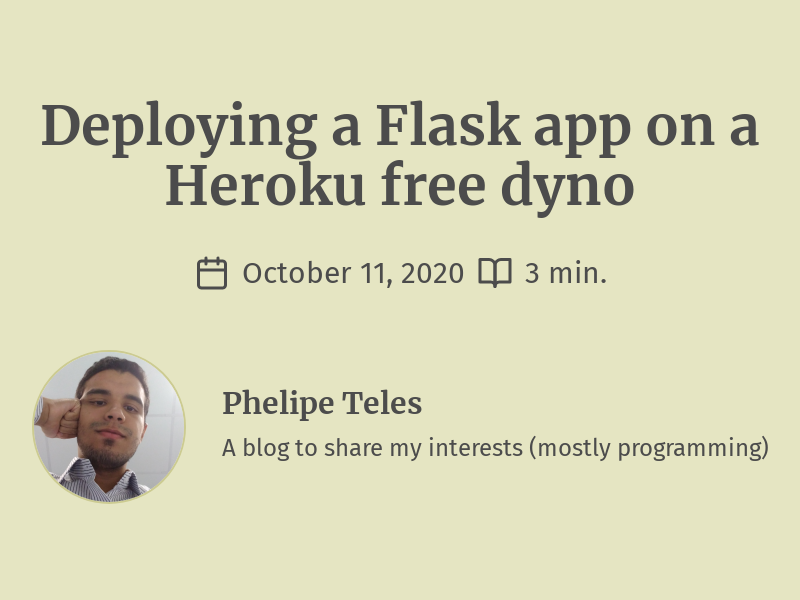 Deploying a Flask app on a
Heroku free dyno
October 11, 2020 3 min.
Phelipe Teles
A blog to share my interests (mostly programming)